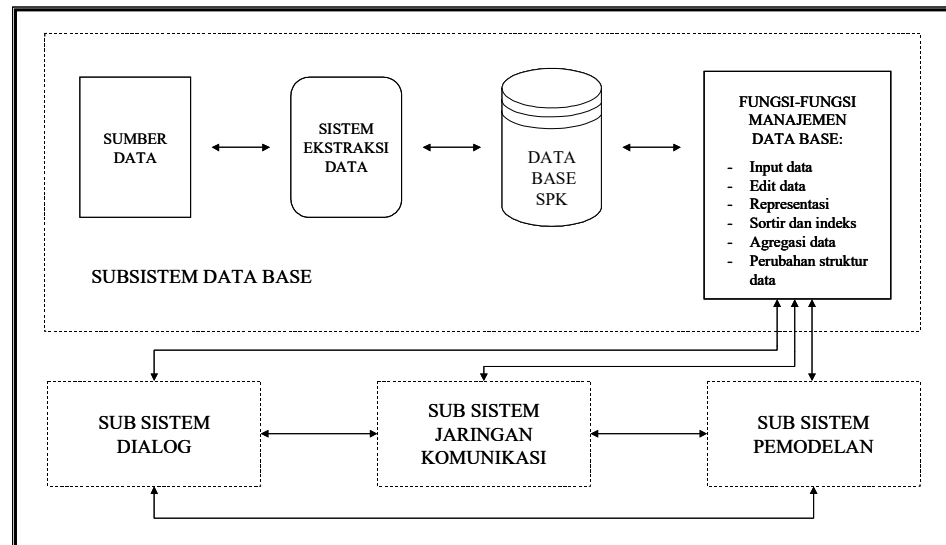 SUMBER
DATA
SISTEM
EKSTRAKSI
DATA
DATA
BASE
SPK
FUNGSI-FUNGSI
MANAJEMEN
DATA BASE:
- Input data
- Edit data
- Representasi
- Sortir dan indeks
- Agregasi data
- Perubahan struktur
data
SUBSISTEM DATA BASE
SUB SISTEM
DIALOG
SUB SISTEM
JARINGAN
KOMUNIKASI
SUB SISTEM
PEMODELAN